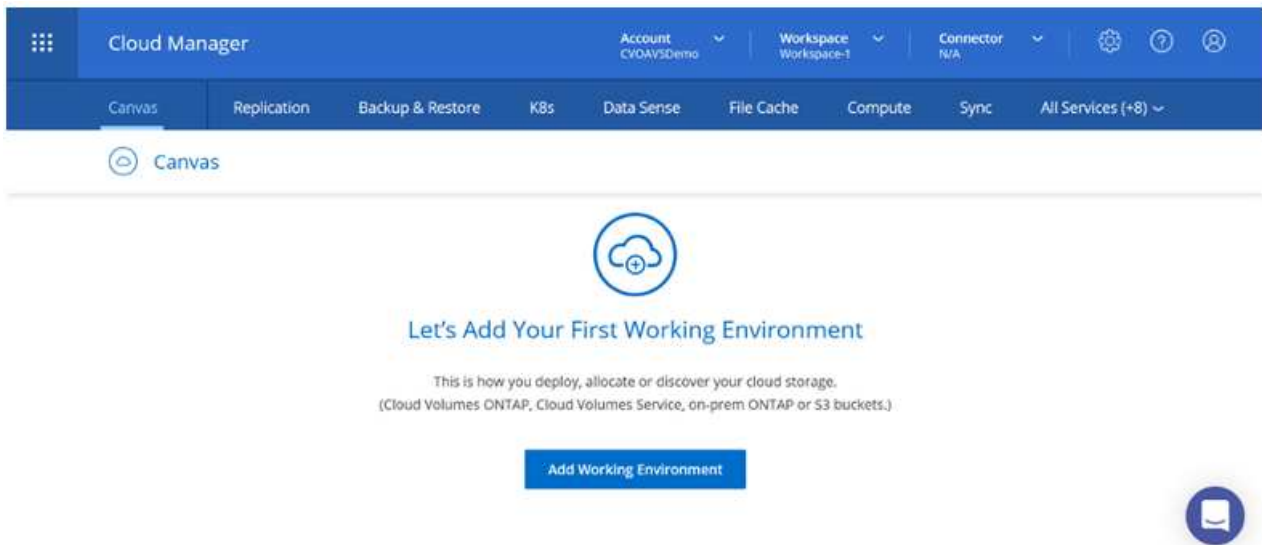 Cloud Manager
Account
CVOAVSDemo
Workspace
Workspace-1
Connector
N/A
Canvas
Replication
Backup & Restore
K8s
Data Sense
File Cache
Compute
Sync
All Services (+8)
Canvas
Let's Add Your First Working Environment
This is how you deploy, allocate or discover your cloud storage.
(Cloud Volumes ONTAP, Cloud Volumes Service, on-prem ONTAP or S3 buckets.)
Add Working Environment